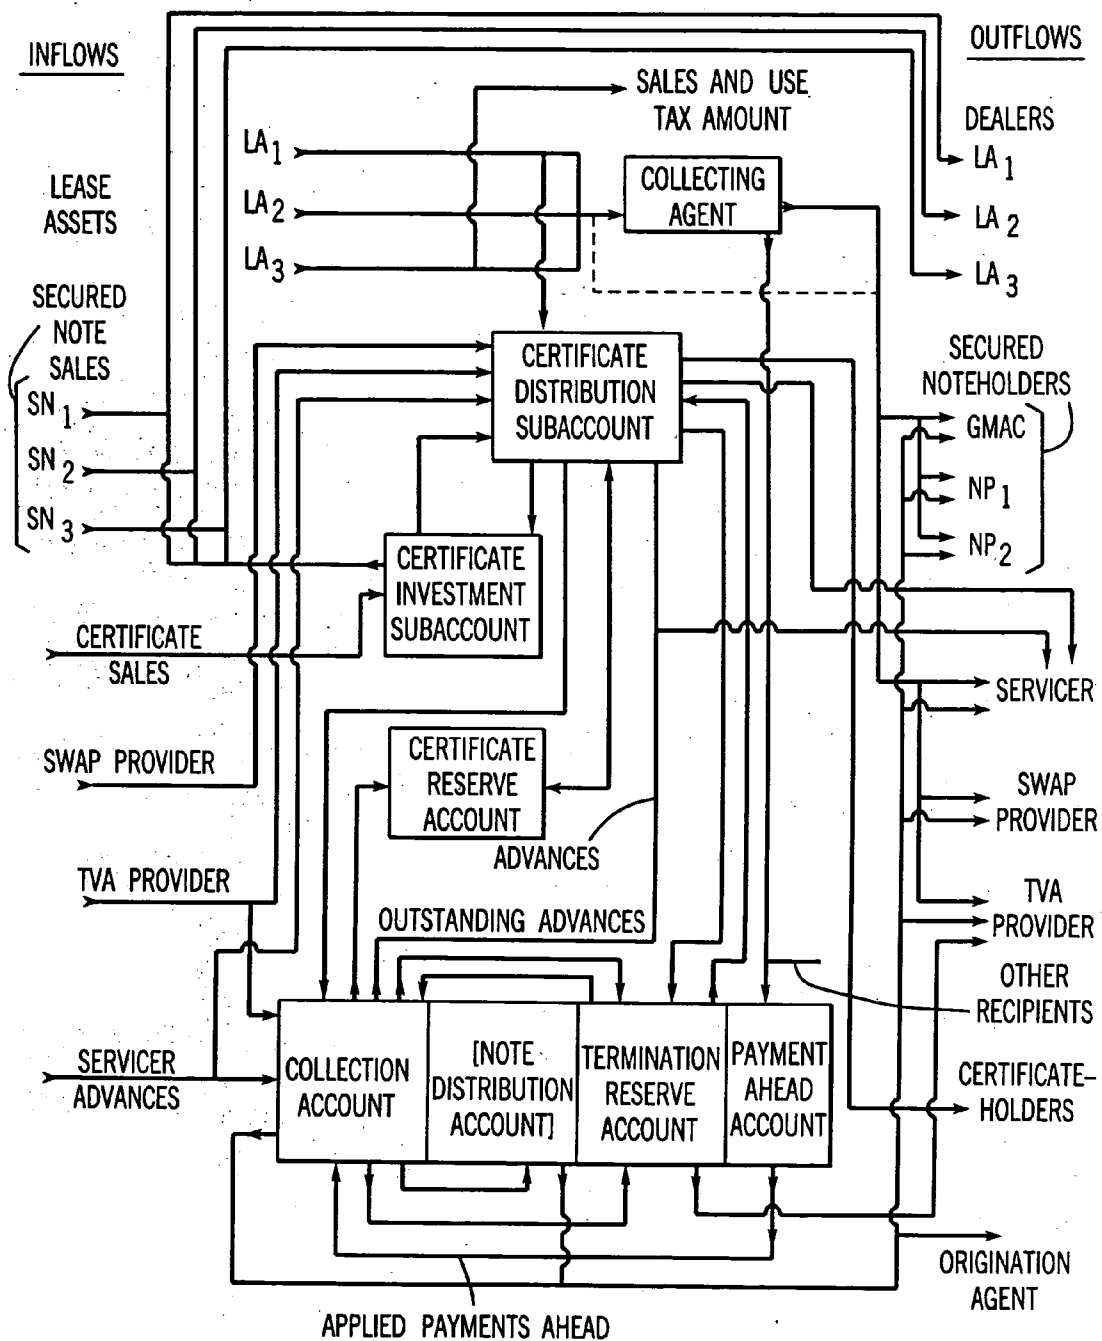 INFLOWS
OUTFLOWS
SALES AND USE
TAX AMOUNT
DEALERS
LA1
LA2
LA3
LEASE
ASSETS
LA1
LA2
LA3
COLLECTING
AGENT
SECURED
NOTE
SALES
SN1
SN2
SN3
CERTIFICATE
DISTRIBUTION
SUBACCOUNT
SECURED
NOTEHOLDERS
GMAC
NP1
NP2
CERTIFICATE
INVESTMENT
SUBACCOUNT
CERTIFICATE
SALES
SERVICER
SWAP PROVIDER
CERTIFICATE
RESERVE
ACCOUNT
SWAP
PROVIDER
ADVANCES
TVA PROVIDER
OUTSTANDING ADVANCES
TVA
PROVIDER
OTHER
RECIPIENTS
SERVICER
ADVANCES
COLLECTION
ACCOUNT
[NOTE
DISTRIBUTION
ACCOUNT]
TERMINATION
RESERVE
ACCOUNT
PAYMENT
AHEAD
ACCOUNT
CERTIFICATE-
HOLDERS
ORIGINATION
AGENT
APPLIED PAYMENTS AHEAD